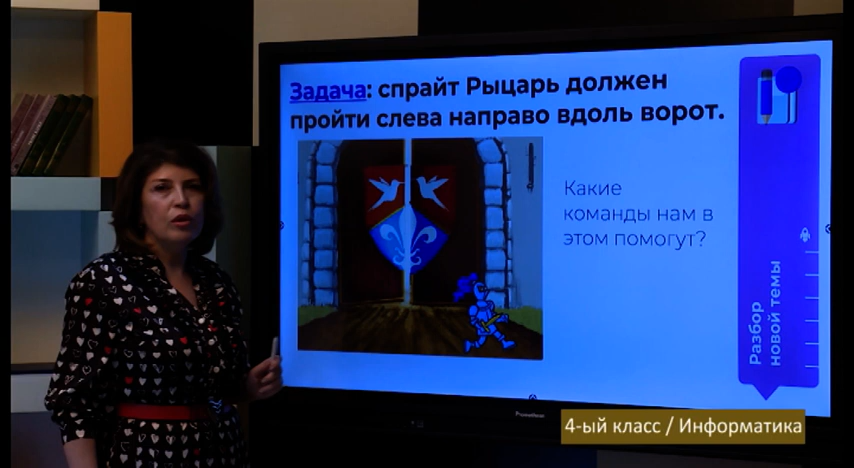 Задача: спрайт Рыцарь должен
пройти слева направо вдоль ворот.
Какие
команды нам в
этом помогут?
Разбор
новой темы
Promethean
4-ый класс / Информатика